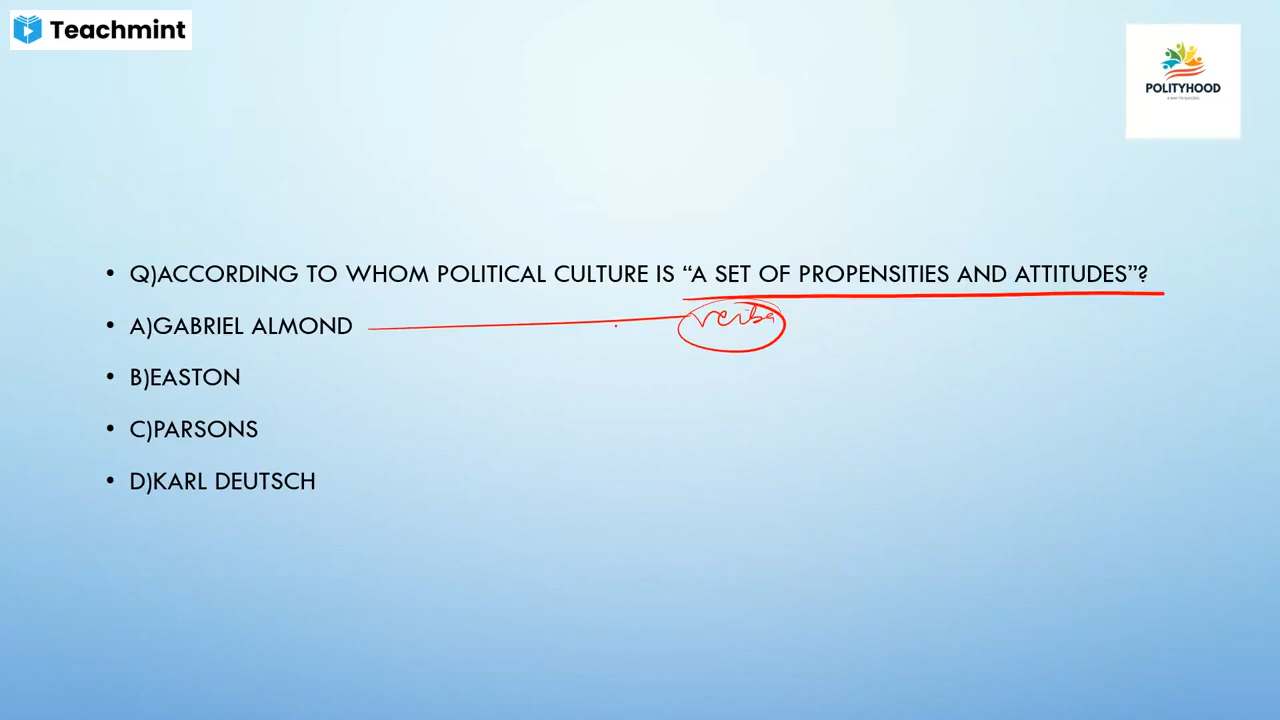 Teachmint
POLITYHOOD
• Q)ACCORDING TO WHOM POLITICAL CULTURE IS “A SET OF PROPENSITIES AND ATTITUDES”?
• A)GABRIEL ALMOND
verba
• B)EASTON
• C)PARSONS
• D)KARL DEUTSCH